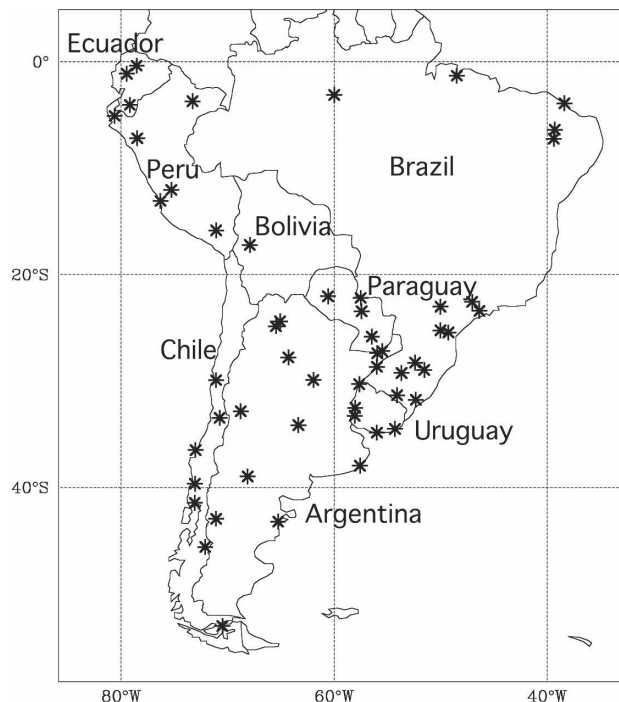 Ecuador
0°
Peru
Brazil
Bolivia
20°S
Paraguay
Chile
Uruguay
40°S
Argentina
80°W 60°W 40°W